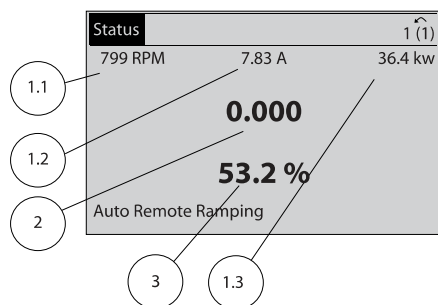 Status
1 (1)
799 RPM 7.83 A 36.4 kw
1.1
0.000
1.2
53.2 %
2
Auto Remote Ramping
3 1.3